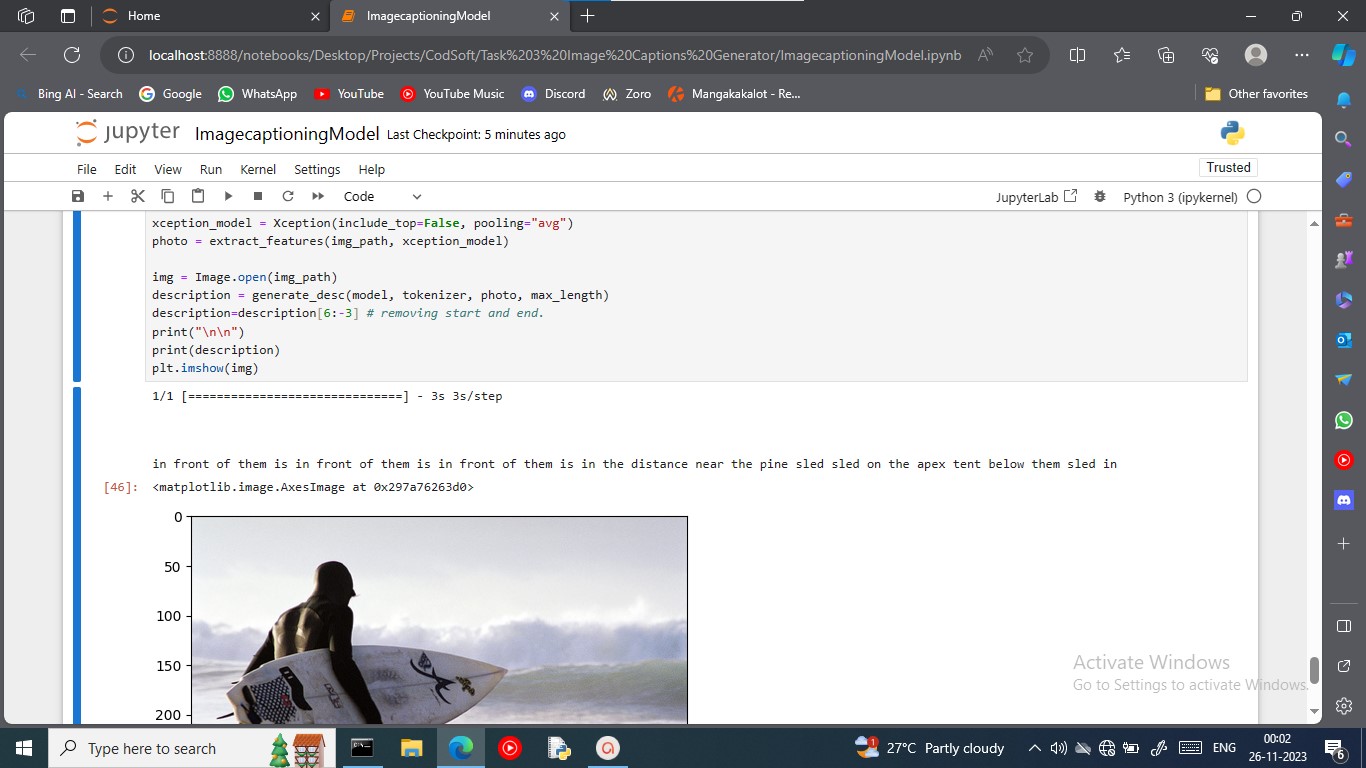 Home
ImagecaptioningModel
localhost:8888/notebooks/Desktop/Projects/CodSoft/Task%203%20Image%20Captions%20Generator/ImagecaptioningModel.ipynb
Bing AI - Search
Google
WhatsApp
YouTube
YouTube Music
Discord
Zoro
Mangakakalot - Re...
Other favorites
jupyter ImagecaptioningModel Last Checkpoint: 5 minutes ago
File Edit View Run Kernel Settings Help
Trusted
Code
JupyterLab
Python 3 (ipykernel)
xception_model = Xception(include_top=False, pooling="avg")
photo = extract_features(img_path, xception_model)
img = Image.open(img_path)
description = generate_desc(model, tokenizer, photo, max_length)
description=description[6:-3] # removing start and end.
print("\n\n")
print(description)
plt.imshow(img)
1/1 [==============================] - 3s 3s/step
in front of them is in front of them is in front of them is in the distance near the pine sled sled on the apex tent below them sled in
[46]: <matplotlib.image.AxesImage at 0x297a76263d0>
0
50
100
150
200
Activate Windows
Go to Settings to activate Windows.
Type here to search
1
27°C Partly cloudy
ENG
00:02
26-11-2023
6